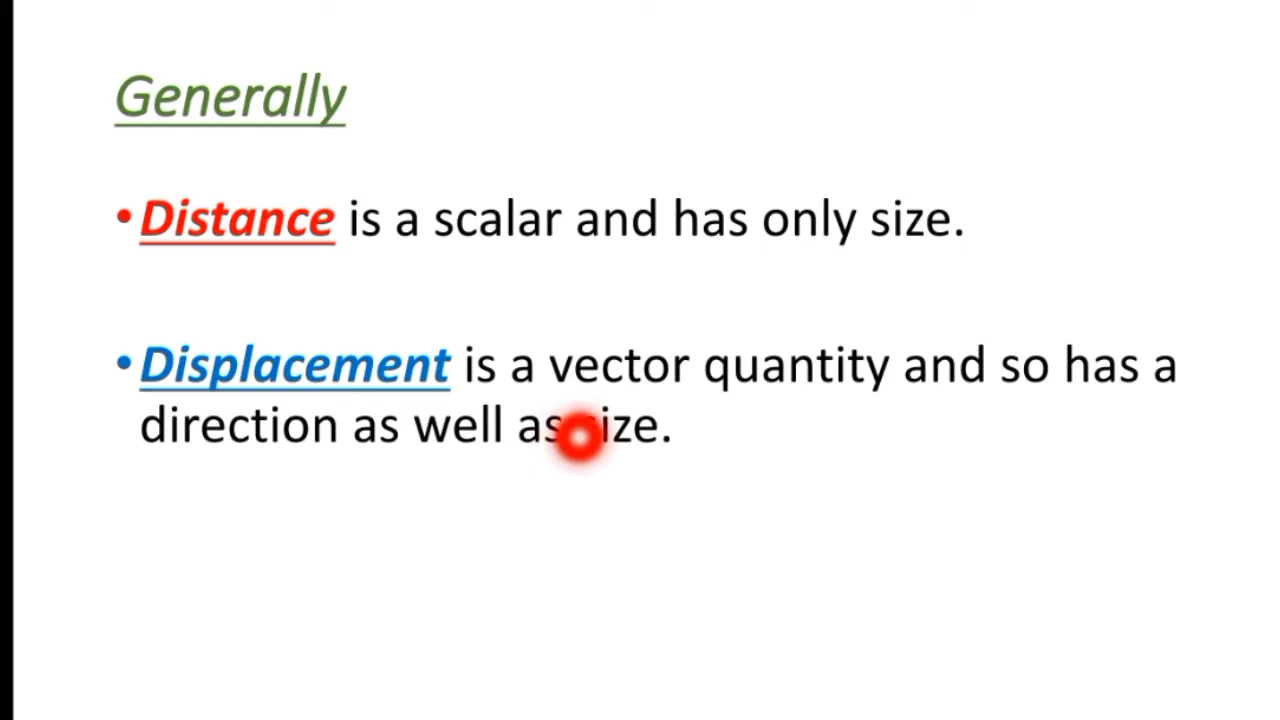 Generally
•Distance is a scalar and has only size.
•Displacement is a vector quantity and so has a
direction as well as size.